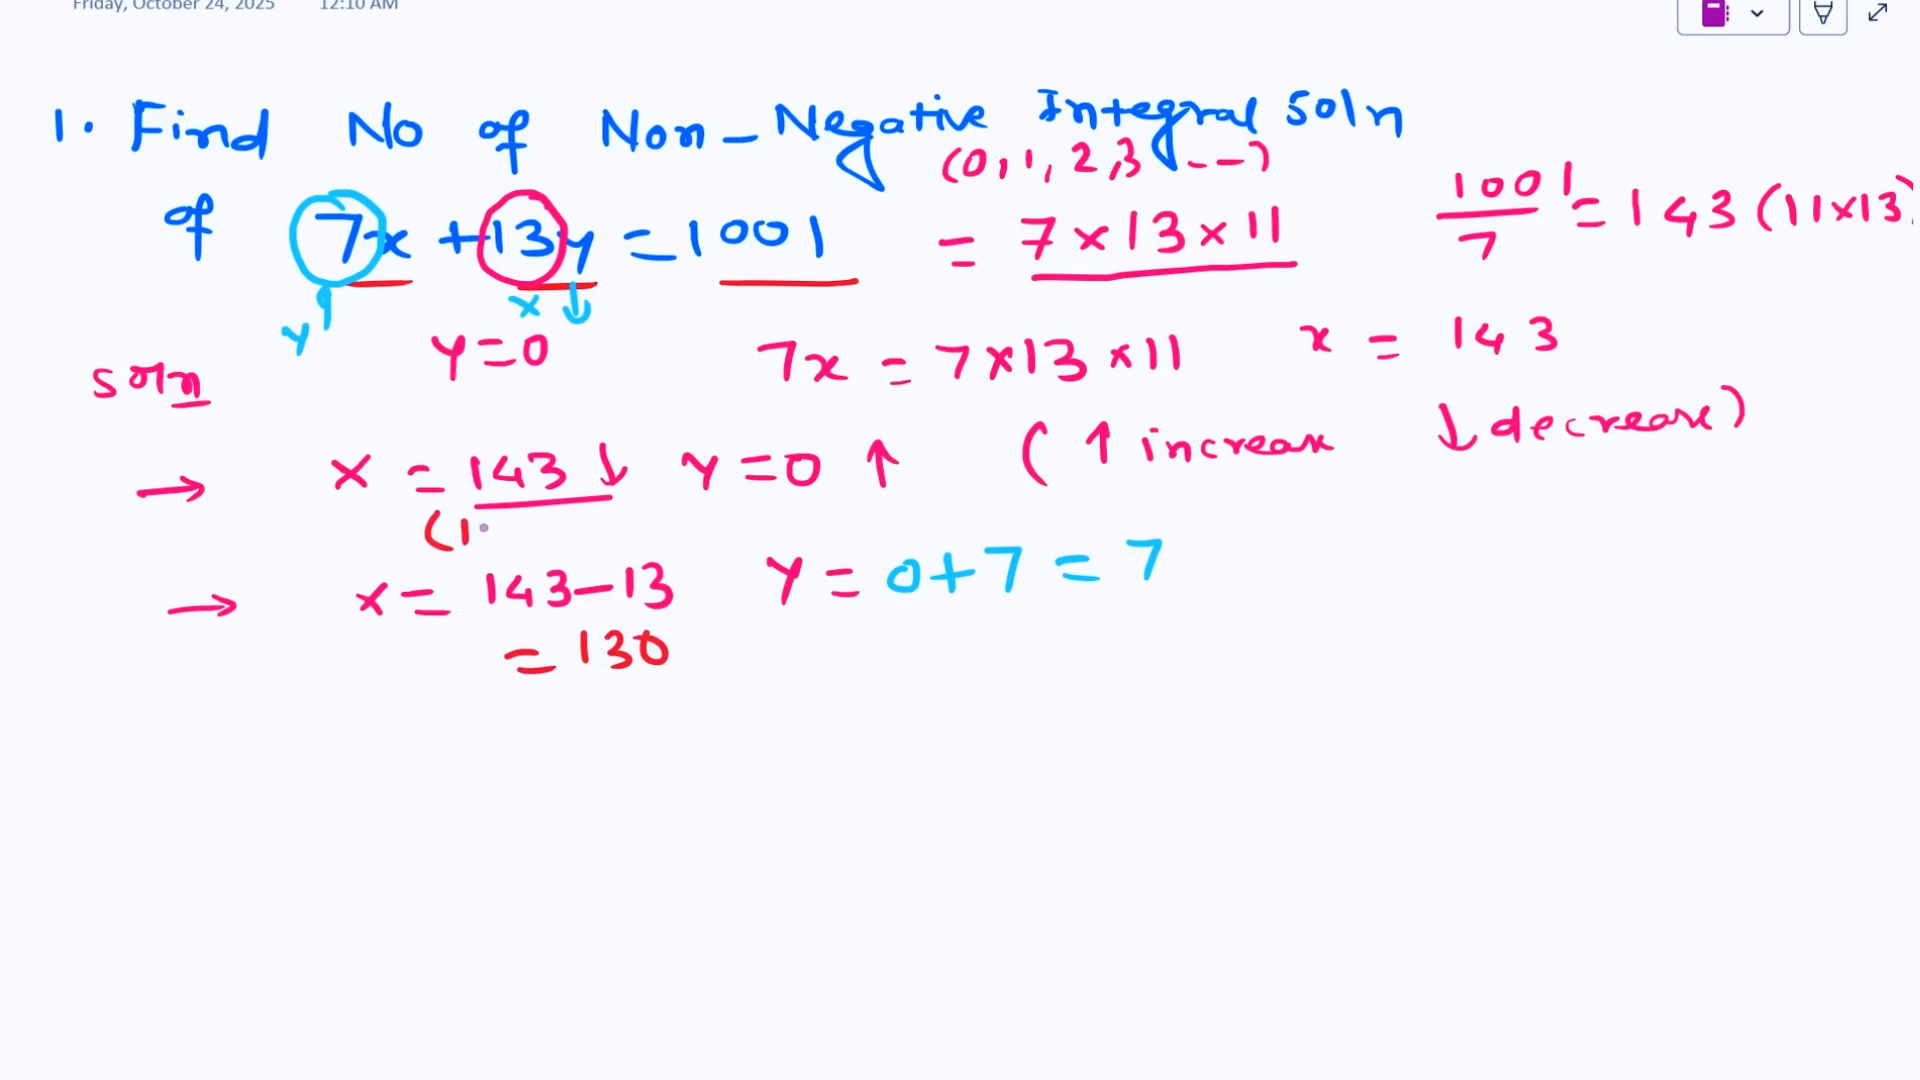 Friday, October 24, 2025 12:10 AM
1. Find No of Non-Negative Integral Soln
(0, 1, 2, 3 ---)
of 7x + 13y = 1001 = 7×13×11 1001/7 = 143 (11×13)
y x ↓
y=0 7x = 7×13×11 x = 143
soln
→ x = 143 ↓ y = 0 ↑ (↑ increase ↓ decrease)
(1
→ x = 143-13 y = 0+7 = 7
= 130